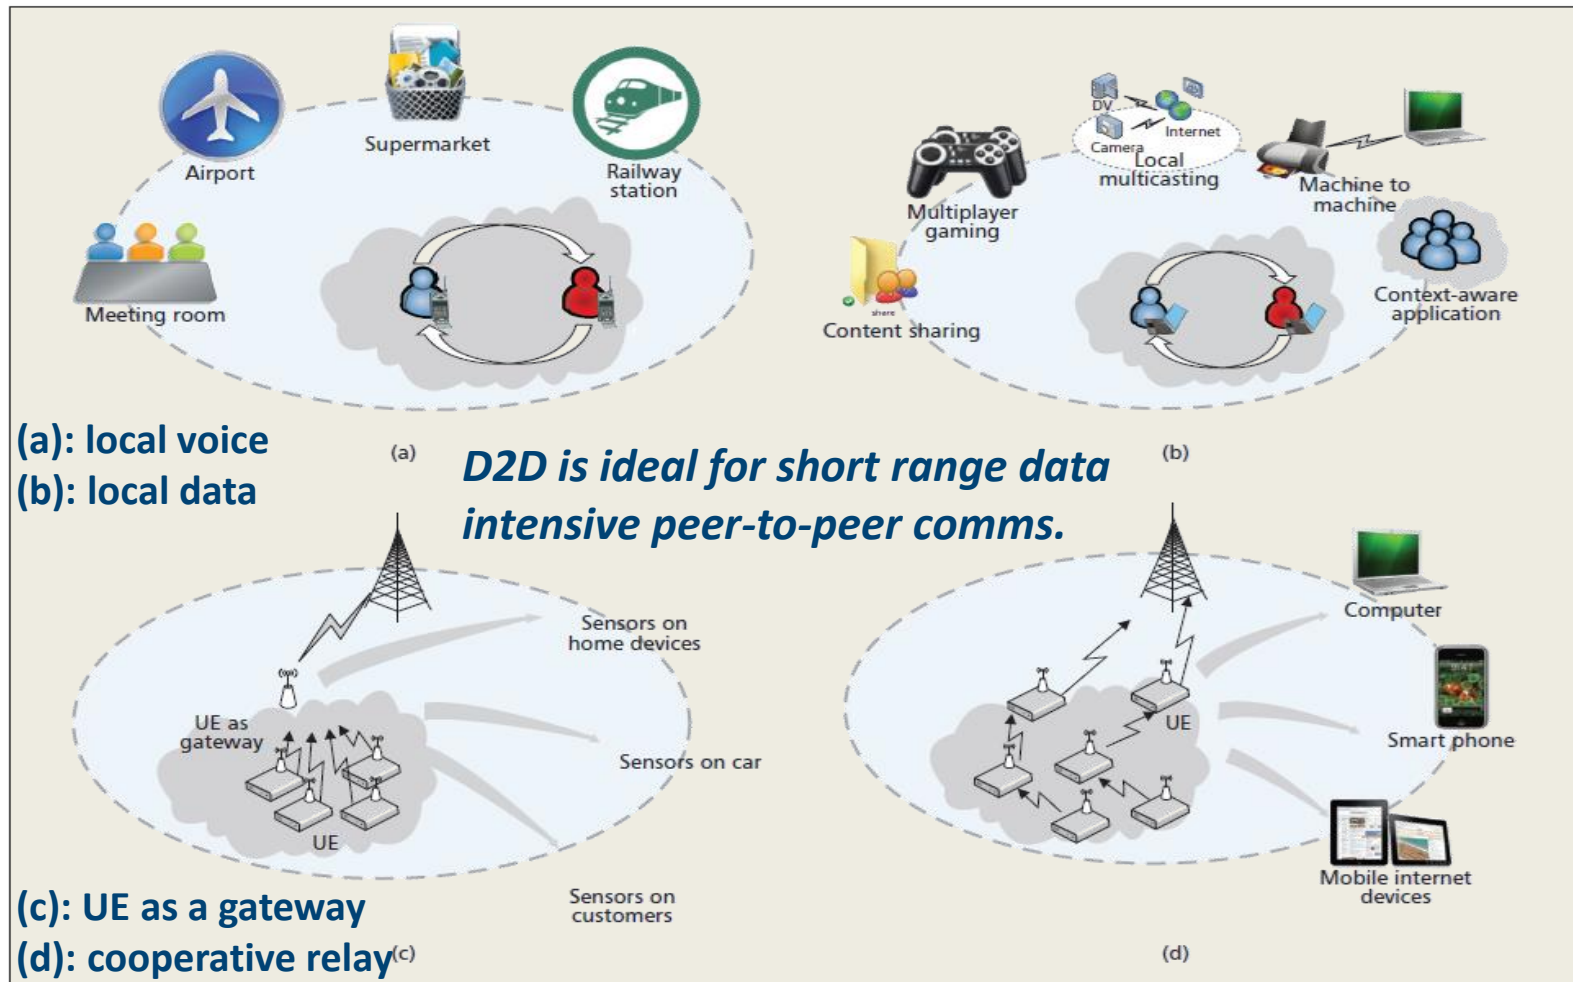 Airport
Supermarket
Railway
station
Meeting room
(a)
DV
Internet
Camera
Local
multicasting
Multiplayer
gaming
Machine to
machine
share
Content sharing
Context-aware
application
(b)
(a): local voice
(b): local data
D2D is ideal for short range data
intensive peer-to-peer comms.
Sensors on
home devices
UE as
gateway
Sensors on car
UE
Sensors on
customers
(c)
Computer
UE
Smart phone
Mobile internet
devices
(d)
(c): UE as a gateway
(d): cooperative relay